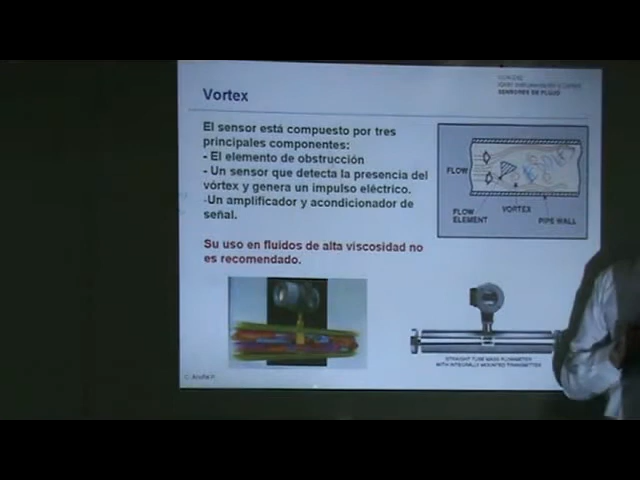 SENSORES DE FLUJO
Vortex
El sensor está compuesto por tres
principales componentes:
- El elemento de obstrucción
- Un sensor que detecta la presencia del
vórtex y genera un impulso eléctrico.
-Un amplificador y acondicionador de
señal.
Su uso en fluidos de alta viscosidad no
es recomendado.
FLOW
FLOW
ELEMENT
VORTEX
PIPE WALL
STRAIGHT TUBE MASS FLOWMETER
WITH INTEGRALLY MOUNTED TRANSMITTER